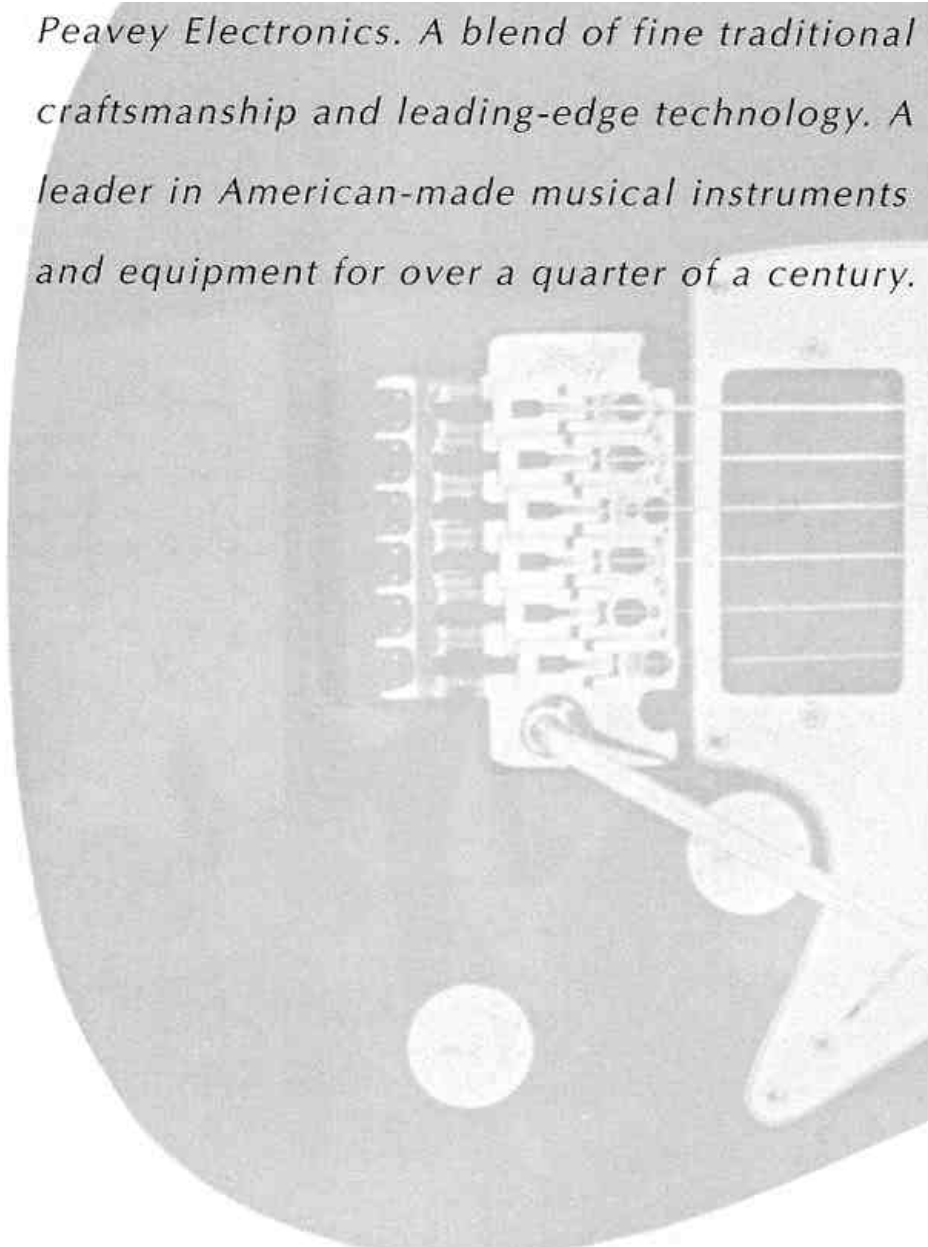 Peavey Electronics. A blend of fine traditional
craftsmanship and leading-edge technology. A
leader in American-made musical instruments
and equipment for over a quarter of a century.